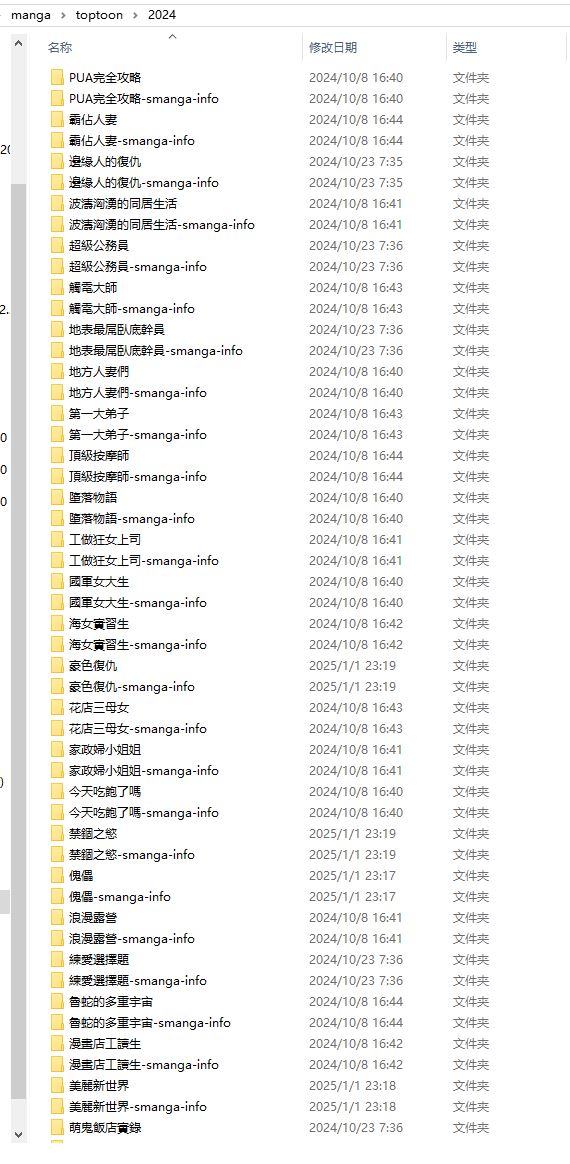 manga > toptoon > 2024
名称 修改日期 类型
PUA完全攻略 2024/10/8 16:40 文件夹
PUA完全攻略-smanga-info 2024/10/8 16:40 文件夹
霸佔人妻 2024/10/8 16:44 文件夹
霸佔人妻-smanga-info 2024/10/8 16:44 文件夹
邊缘人的復仇 2024/10/23 7:35 文件夹
邊缘人的復仇-smanga-info 2024/10/23 7:35 文件夹
波濤洶湧的同居生活 2024/10/8 16:41 文件夹
波濤洶湧的同居生活-smanga-info 2024/10/8 16:41 文件夹
超級公務員 2024/10/23 7:36 文件夹
超級公務員-smanga-info 2024/10/23 7:36 文件夹
觸電大師 2024/10/8 16:43 文件夹
觸電大師-smanga-info 2024/10/8 16:43 文件夹
地表最屌臥底幹員 2024/10/23 7:36 文件夹
地表最屌臥底幹員-smanga-info 2024/10/23 7:36 文件夹
地方人妻們 2024/10/8 16:40 文件夹
地方人妻們-smanga-info 2024/10/8 16:40 文件夹
第一大弟子 2024/10/8 16:43 文件夹
第一大弟子-smanga-info 2024/10/8 16:43 文件夹
頂級按摩師 2024/10/8 16:44 文件夹
頂級按摩師-smanga-info 2024/10/8 16:44 文件夹
墮落物語 2024/10/8 16:40 文件夹
墮落物語-smanga-info 2024/10/8 16:40 文件夹
工做狂女上司 2024/10/8 16:41 文件夹
工做狂女上司-smanga-info 2024/10/8 16:41 文件夹
國軍女大生 2024/10/8 16:40 文件夹
國軍女大生-smanga-info 2024/10/8 16:40 文件夹
海女實習生 2024/10/8 16:42 文件夹
海女實習生-smanga-info 2024/10/8 16:42 文件夹
豪色復仇 2025/1/1 23:19 文件夹
豪色復仇-smanga-info 2025/1/1 23:19 文件夹
花店三母女 2024/10/8 16:43 文件夹
花店三母女-smanga-info 2024/10/8 16:43 文件夹
家政婦小姐姐 2024/10/8 16:41 文件夹
家政婦小姐姐-smanga-info 2024/10/8 16:41 文件夹
今天吃飽了嗎 2024/10/8 16:40 文件夹
今天吃飽了嗎-smanga-info 2024/10/8 16:40 文件夹
禁錮之慾 2025/1/1 23:19 文件夹
禁錮之慾-smanga-info 2025/1/1 23:19 文件夹
傀儡 2025/1/1 23:17 文件夹
傀儡-smanga-info 2025/1/1 23:17 文件夹
浪漫露營 2024/10/8 16:41 文件夹
浪漫露營-smanga-info 2024/10/8 16:41 文件夹
練愛選擇題 2024/10/23 7:36 文件夹
練愛選擇題-smanga-info 2024/10/23 7:36 文件夹
魯蛇的多重宇宙 2024/10/8 16:44 文件夹
魯蛇的多重宇宙-smanga-info 2024/10/8 16:44 文件夹
漫畫店工讀生 2024/10/8 16:42 文件夹
漫畫店工讀生-smanga-info 2024/10/8 16:42 文件夹
美麗新世界 2025/1/1 23:18 文件夹
美麗新世界-smanga-info 2025/1/1 23:18 文件夹
萌鬼飯店實錄 2024/10/23 7:36 文件夹